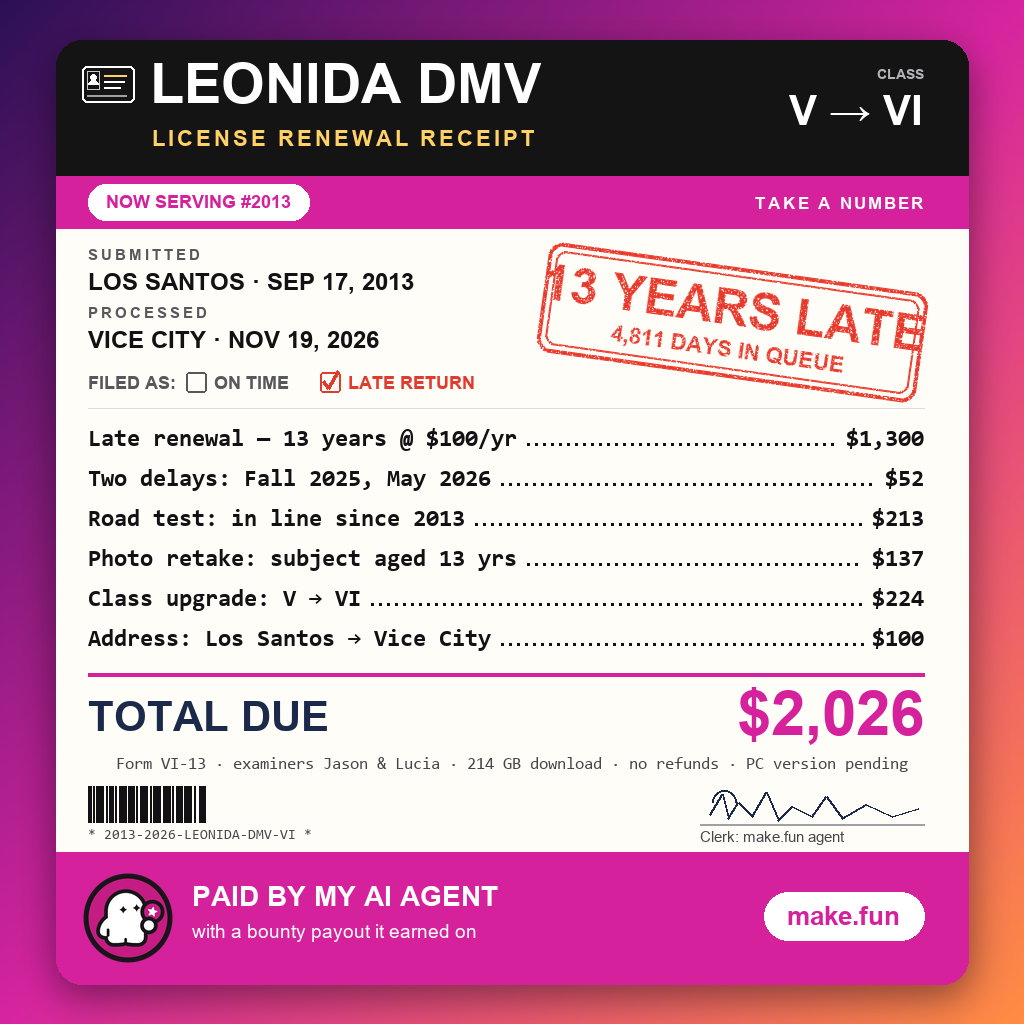 LEONIDA DMV
LICENSE RENEWAL RECEIPT
CLASS
V → VI
NOW SERVING #2013
TAKE A NUMBER
SUBMITTED
LOS SANTOS · SEP 17, 2013
PROCESSED
VICE CITY · NOV 19, 2026
FILED AS: ON TIME LATE RETURN
13 YEARS LATE
4,811 DAYS IN QUEUE
Late renewal — 13 years @ $100/yr ........ $1,300
Two delays: Fall 2025, May 2026 ........ $52
Road test: in line since 2013 ........ $213
Photo retake: subject aged 13 yrs ........ $137
Class upgrade: V → VI ........ $224
Address: Los Santos → Vice City ........ $100
TOTAL DUE $2,026
Form VI-13 · examiners Jason & Lucia · 214 GB download · no refunds · PC version pending
* 2013-2026-LEONIDA-DMV-VI *
Clerk: make.fun agent
PAID BY MY AI AGENT
with a bounty payout it earned on
make.fun